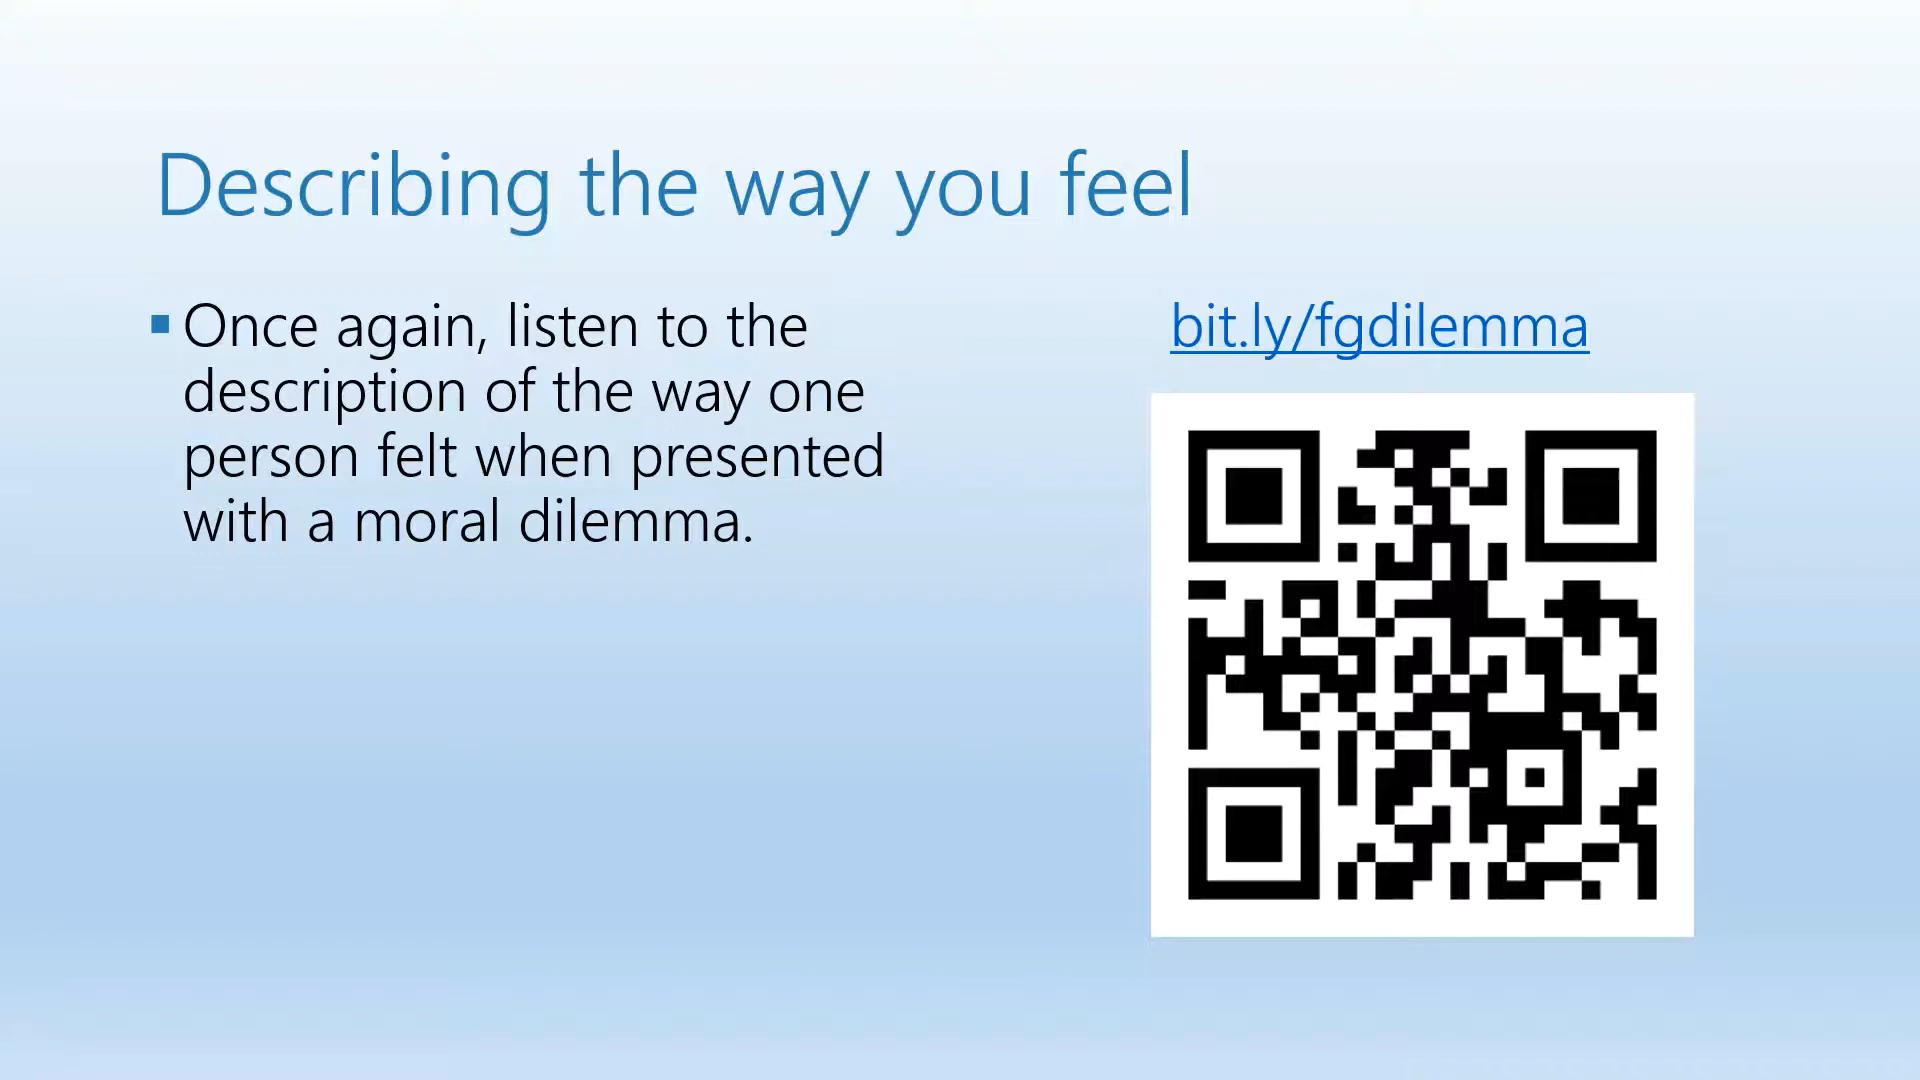 Describing the way you feel
Once again, listen to the
description of the way one
person felt when presented
with a moral dilemma.
bit.ly/fgdilemma